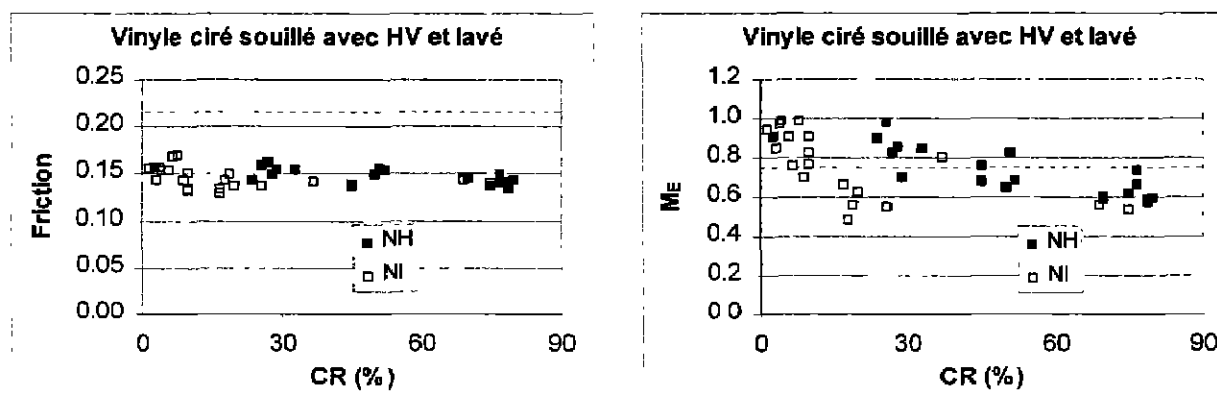 Vinyle ciré souillé avec HV et lavé
0.25
0.20
0.15
0.10
0.05
0.00
Friction
NH
NI
0 30 60 90
CR (%)
Vinyle ciré souillé avec HV et lavé
1.2
1.0
0.8
0.6
0.4
0.2
0.0
ME
NH
NI
0 30 60 90
CR (%)